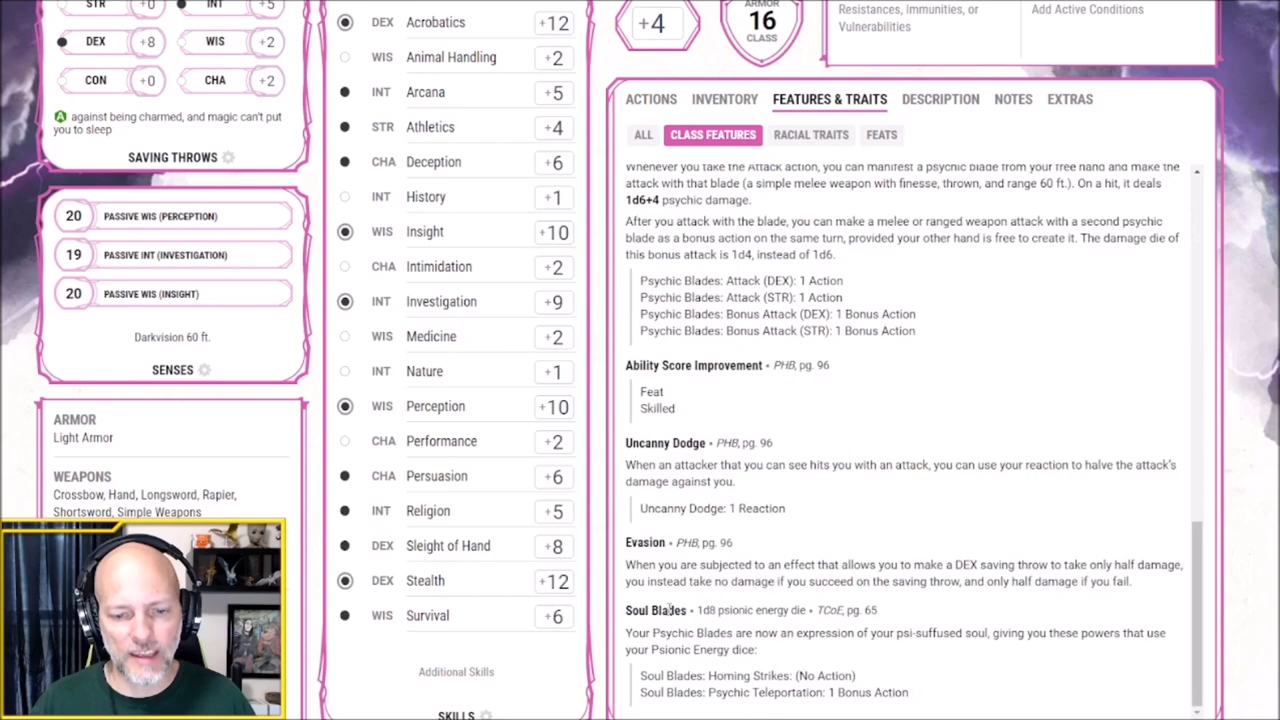 STR +0 INT +5
DEX +8 WIS +2
CON +0 CHA +2
A against being charmed, and magic can't put
you to sleep
SAVING THROWS
20 PASSIVE WIS (PERCEPTION)
19 PASSIVE INT (INVESTIGATION)
20 PASSIVE WIS (INSIGHT)
Darkvision 60 ft.
SENSES
ARMOR
Light Armor
WEAPONS
Crossbow, Hand, Longsword, Rapier,
Shortsword, Simple Weapons
DEX Acrobatics +12
WIS Animal Handling +2
INT Arcana +5
STR Athletics +4
CHA Deception +6
INT History +1
WIS Insight +10
CHA Intimidation +2
INT Investigation +9
WIS Medicine +2
INT Nature +1
WIS Perception +10
CHA Performance +2
CHA Persuasion +6
INT Religion +5
DEX Sleight of Hand +8
DEX Stealth +12
WIS Survival +6
Additional Skills
SKILLS
+4
ARMOR
16
CLASS
Resistances, Immunities, or
Vulnerabilities
Add Active Conditions
ACTIONS INVENTORY FEATURES & TRAITS DESCRIPTION NOTES EXTRAS
ALL CLASS FEATURES RACIAL TRAITS FEATS
Whenever you take the Attack action, you can manifest a psychic blade from your free hand and make the
attack with that blade (a simple melee weapon with finesse, thrown, and range 60 ft.). On a hit, it deals
1d6+4 psychic damage.
After you attack with the blade, you can make a melee or ranged weapon attack with a second psychic
blade as a bonus action on the same turn, provided your other hand is free to create it. The damage die of
this bonus attack is 1d4, instead of 1d6.
Psychic Blades: Attack (DEX): 1 Action
Psychic Blades: Attack (STR): 1 Action
Psychic Blades: Bonus Attack (DEX): 1 Bonus Action
Psychic Blades: Bonus Attack (STR): 1 Bonus Action
Ability Score Improvement • PHB, pg. 96
Feat
Skilled
Uncanny Dodge • PHB, pg. 96
When an attacker that you can see hits you with an attack, you can use your reaction to halve the attack's
damage against you.
Uncanny Dodge: 1 Reaction
Evasion • PHB, pg. 96
When you are subjected to an effect that allows you to make a DEX saving throw to take only half damage,
you instead take no damage if you succeed on the saving throw, and only half damage if you fail.
Soul Blades • 1d8 psionic energy die • TCoE, pg. 65
Your Psychic Blades are now an expression of your psi-suffused soul, giving you these powers that use
your Psionic Energy dice:
Soul Blades: Homing Strikes: (No Action)
Soul Blades: Psychic Teleportation: 1 Bonus Action